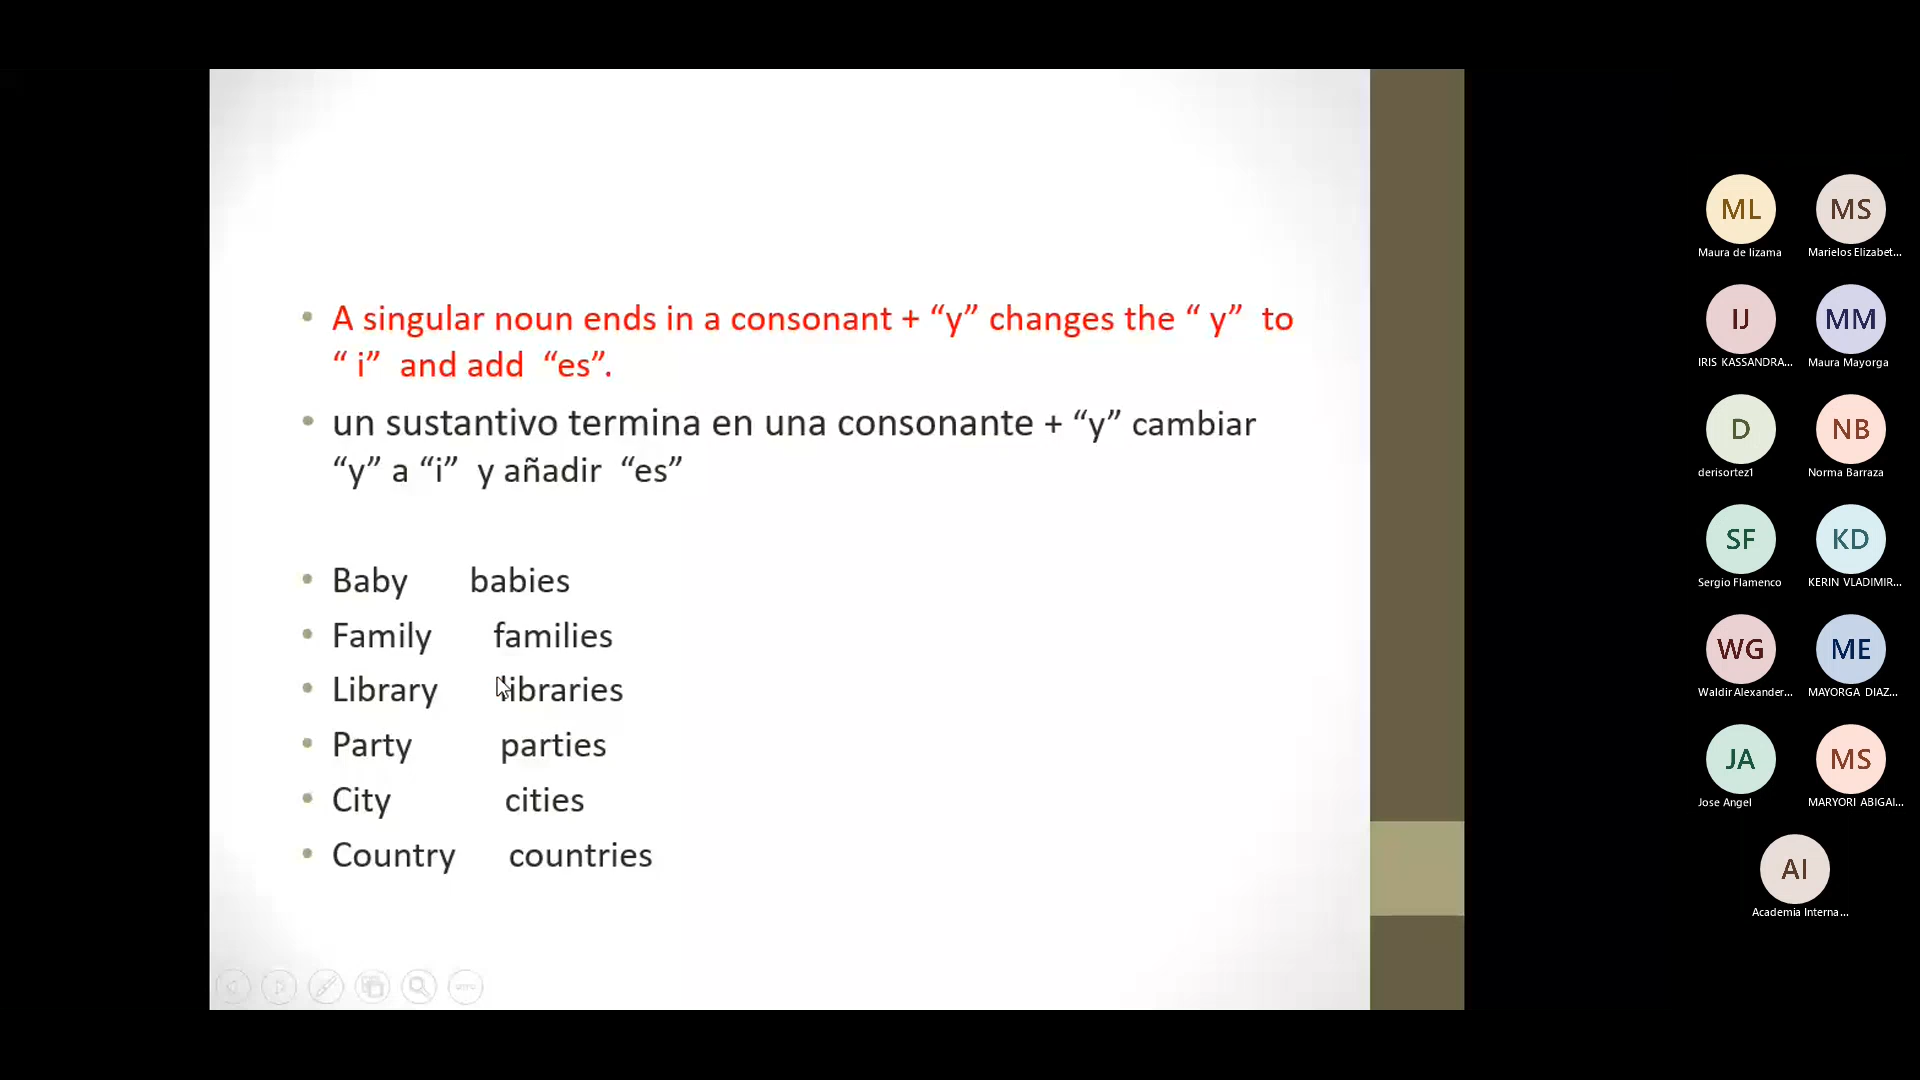 A singular noun ends in a consonant + “y” changes the “ y” to
“ i” and add “es”.
un sustantivo termina en una consonante + “y” cambiar
“y” a “i” y añadir “es”
Baby babies
Family families
Library libraries
Party parties
City cities
Country countries
ML MS
Maura de lizama Marielos Elizabet...
IJ MM
IRIS KASSANDRA... Maura Mayorga
D NB
derisortez1 Norma Barraza
SF KD
Sergio Flamenco KERIN VLADIMIR...
WG ME
Waldir Alexander... MAYORGA DIAZ...
JA MS
Jose Angel MARYORI ABIGAI...
AI
Academia Interna...